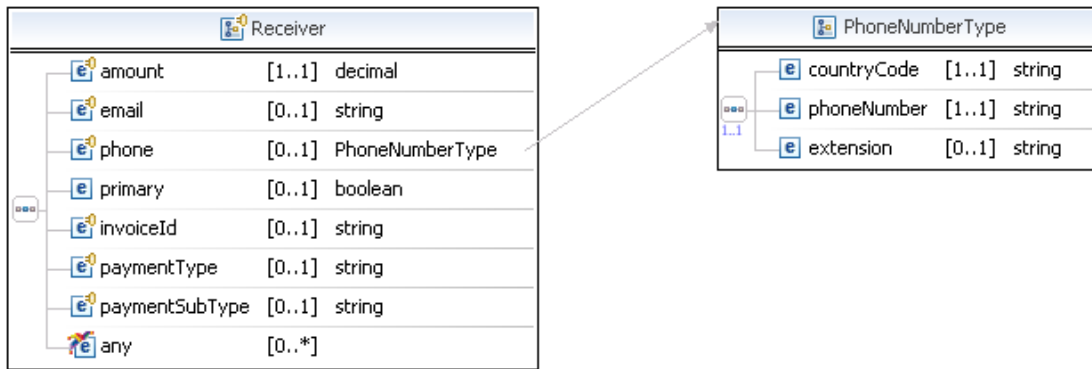 Receiver
amount [1..1] decimal
email [0..1] string
phone [0..1] PhoneNumberType
primary [0..1] boolean
invoiceId [0..1] string
paymentType [0..1] string
paymentSubType [0..1] string
any [0..*]
PhoneNumberType
countryCode [1..1] string
phoneNumber [1..1] string
1..1
extension [0..1] string